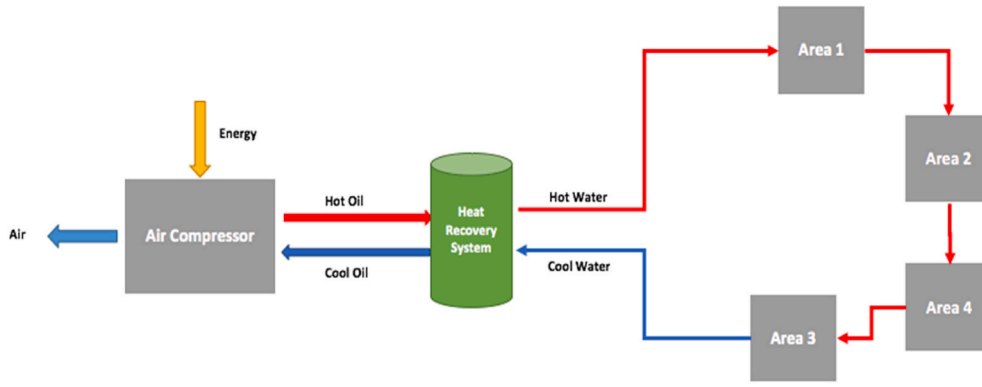 Area 1
Energy
Area 2
Hot Oil
Heat
Recovery
System
Hot Water
Air
Air Compressor
Cool Oil
Cool Water
Area 4
Area 3